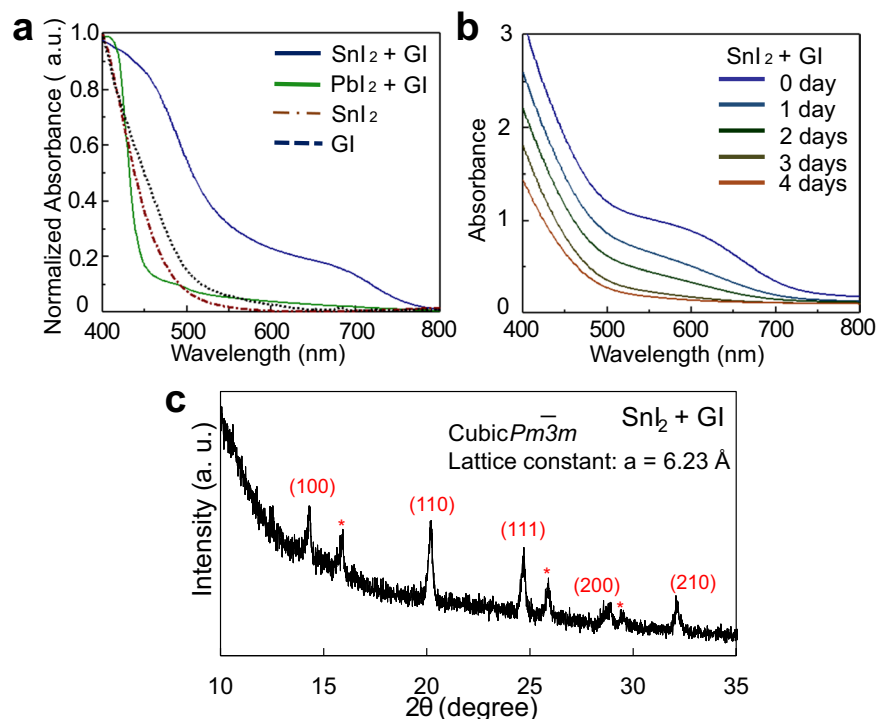 a
1.0
0.8
0.6
0.4
0.2
0
Normalized Absorbance ( a.u.)
SnI₂ + GI
PbI₂ + GI
SnI₂
GI
400 500 600 700 800
Wavelength (nm)
b
3
2
1
0
Absorbance
SnI₂ + GI
0 day
1 day
2 days
3 days
4 days
400 500 600 700 800
Wavelength (nm)
c
Intensity (a. u.)
SnI₂ + GI
Cubic Pm3̅m
Lattice constant: a = 6.23 Å
(100)
*
(110)
(111)
*
(200)
*
(210)
10 15 20 25 30 35
2θ (degree)